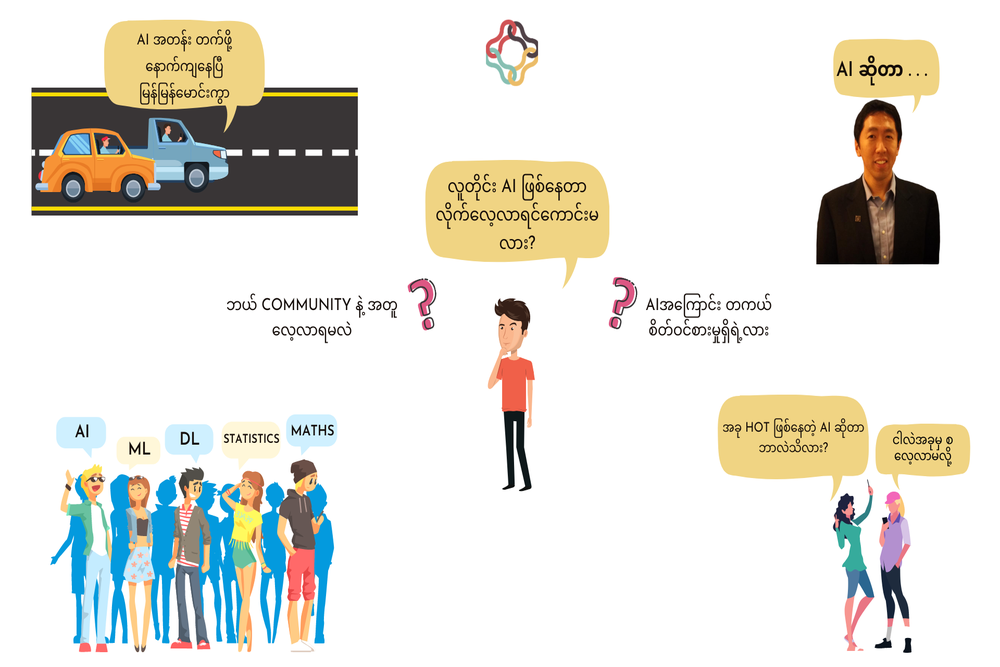 AI အတန်း တက်ဖို့
နောက်ကျနေပြီ
မြန်မြန်မောင်းကွာ
AI ဆိုတာ . . .
လူတိုင်း AI ဖြစ်နေတာ
လိုက်လေ့လာရင်ကောင်းမ
လား?
ဘယ် COMMUNITY နဲ့ အတူ
လေ့လာရမလဲ
AIအကြောင်း တကယ်
စိတ်ဝင်စားမှုရှိရဲ့လား
AI
ML
DL
STATISTICS
MATHS
အခု HOT ဖြစ်နေတဲ့ AI ဆိုတာ
ဘာလဲသိလား?
ငါလဲအခုမှ စ
လေ့လာမလို့